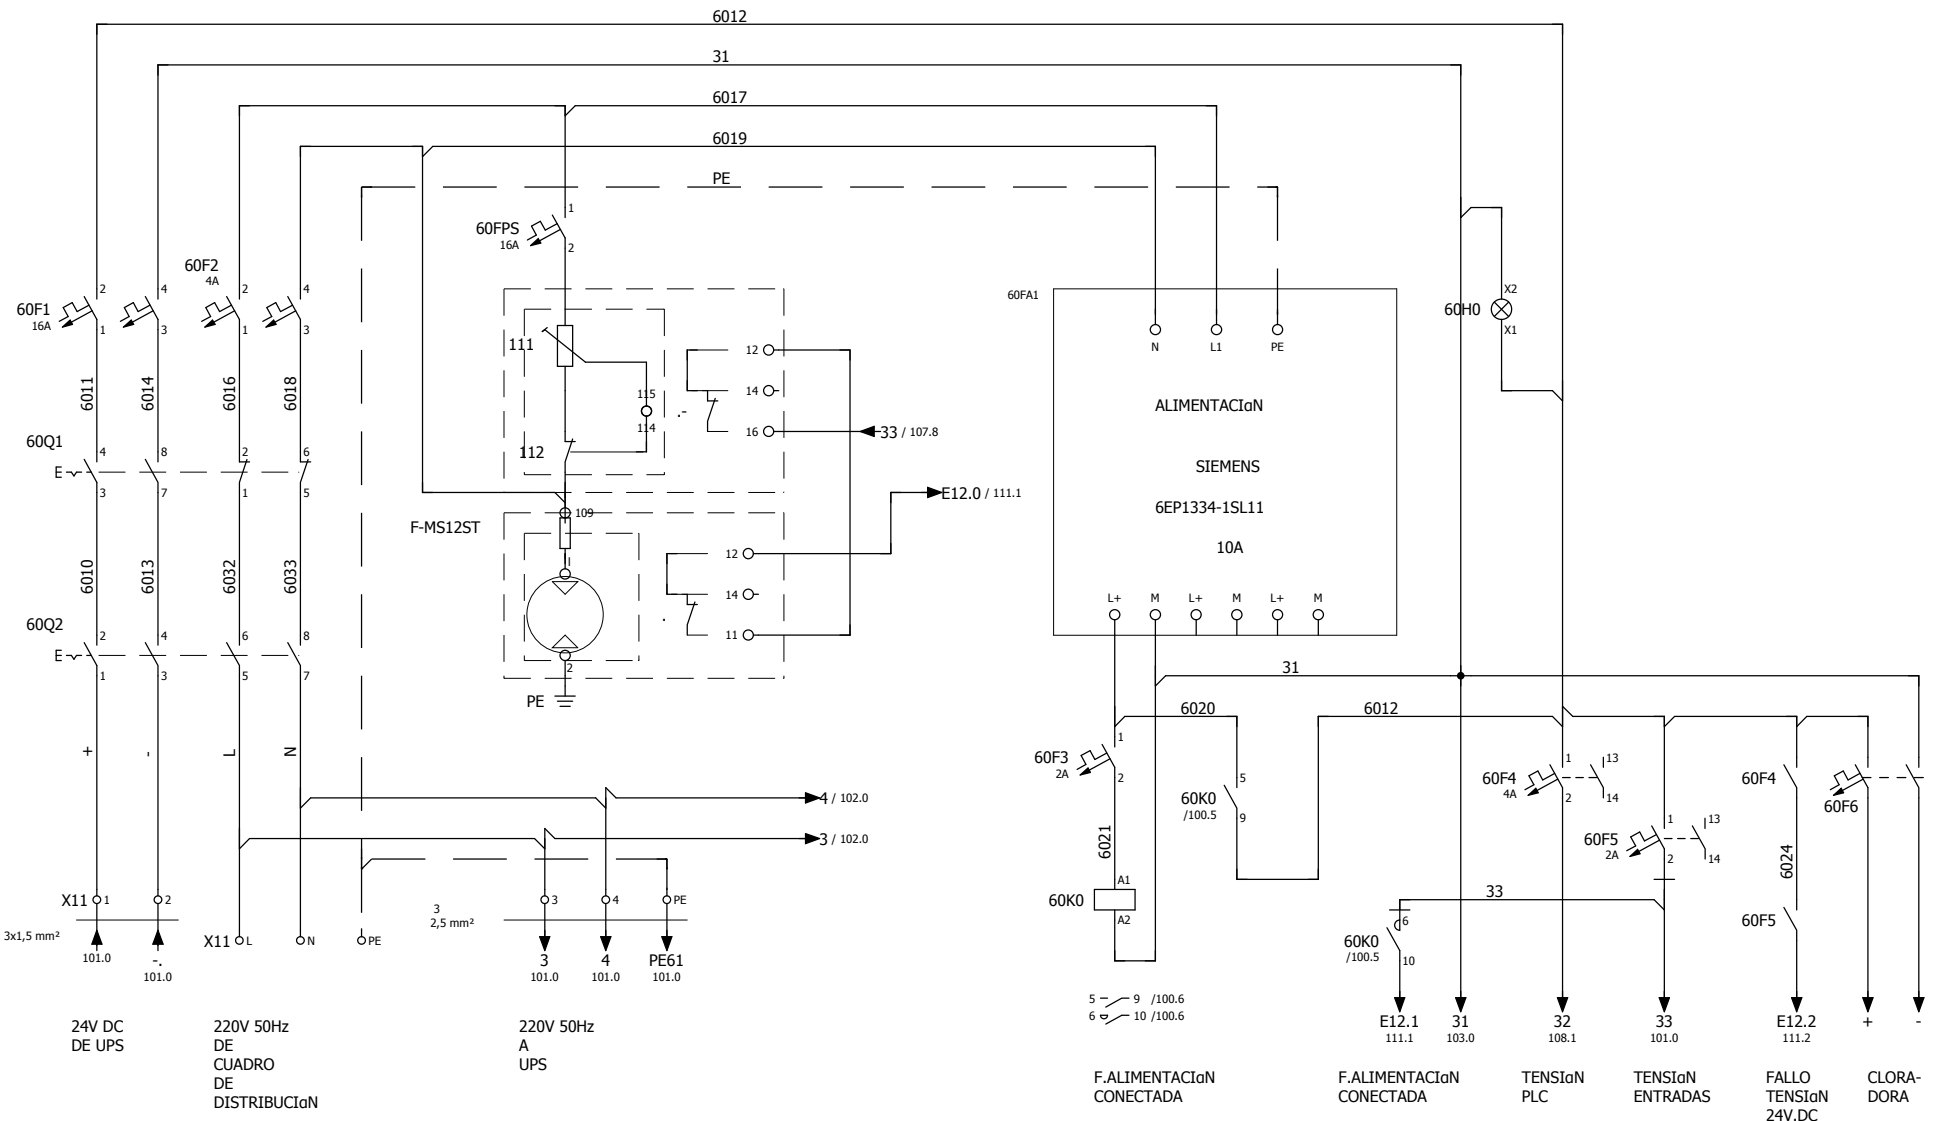 6012
31
6017
6019
PE
60FPS
16A
1
2
60F1
16A
2
1
4
3
60F2
4A
2
1
4
3
60FA1
N
L1
PE
60H0
X2
X1
111
112
115
114
12
14
16
33 / 107.8
.-
6011
6014
6016
6018
ALIMENTACIαN
SIEMENS
6EP1334-1SL11
10A
60Q1
E
4
3
8
7
2
1
6
5
E12.0 / 111.1
F-MS12ST
109
1
2
12
14
11
.
PE
6010
6013
6032
6033
60Q2
E
2
1
4
3
6
5
8
7
L+
M
L+
M
L+
M
31
6020
6012
+
-
L
N
60F3
2A
1
2
60K0
/100.5
5
9
60F4
4A
1
2
13
14
60F5
2A
1
2
13
14
60F4
60F6
4 / 102.0
3 / 102.0
6021
6024
60K0
A1
A2
33
60K0
/100.5
6
10
60F5
X11
1
2
3x1,5 mm²
101.0
-.
101.0
X11
L
N
PE
3
2,5 mm²
3
4
PE
3
101.0
4
101.0
PE61
101.0
5
9 /100.6
6
10 /100.6
E12.1
111.1
31
103.0
32
108.1
33
101.0
E12.2
111.2
+
-
24V DC
DE UPS
220V 50Hz
DE
CUADRO
DE
DISTRIBUCIαN
220V 50Hz
A
UPS
F.ALIMENTACIαN
CONECTADA
F.ALIMENTACIαN
CONECTADA
TENSIαN
PLC
TENSIαN
ENTRADAS
FALLO
TENSIαN
24V.DC
CLORA-
DORA